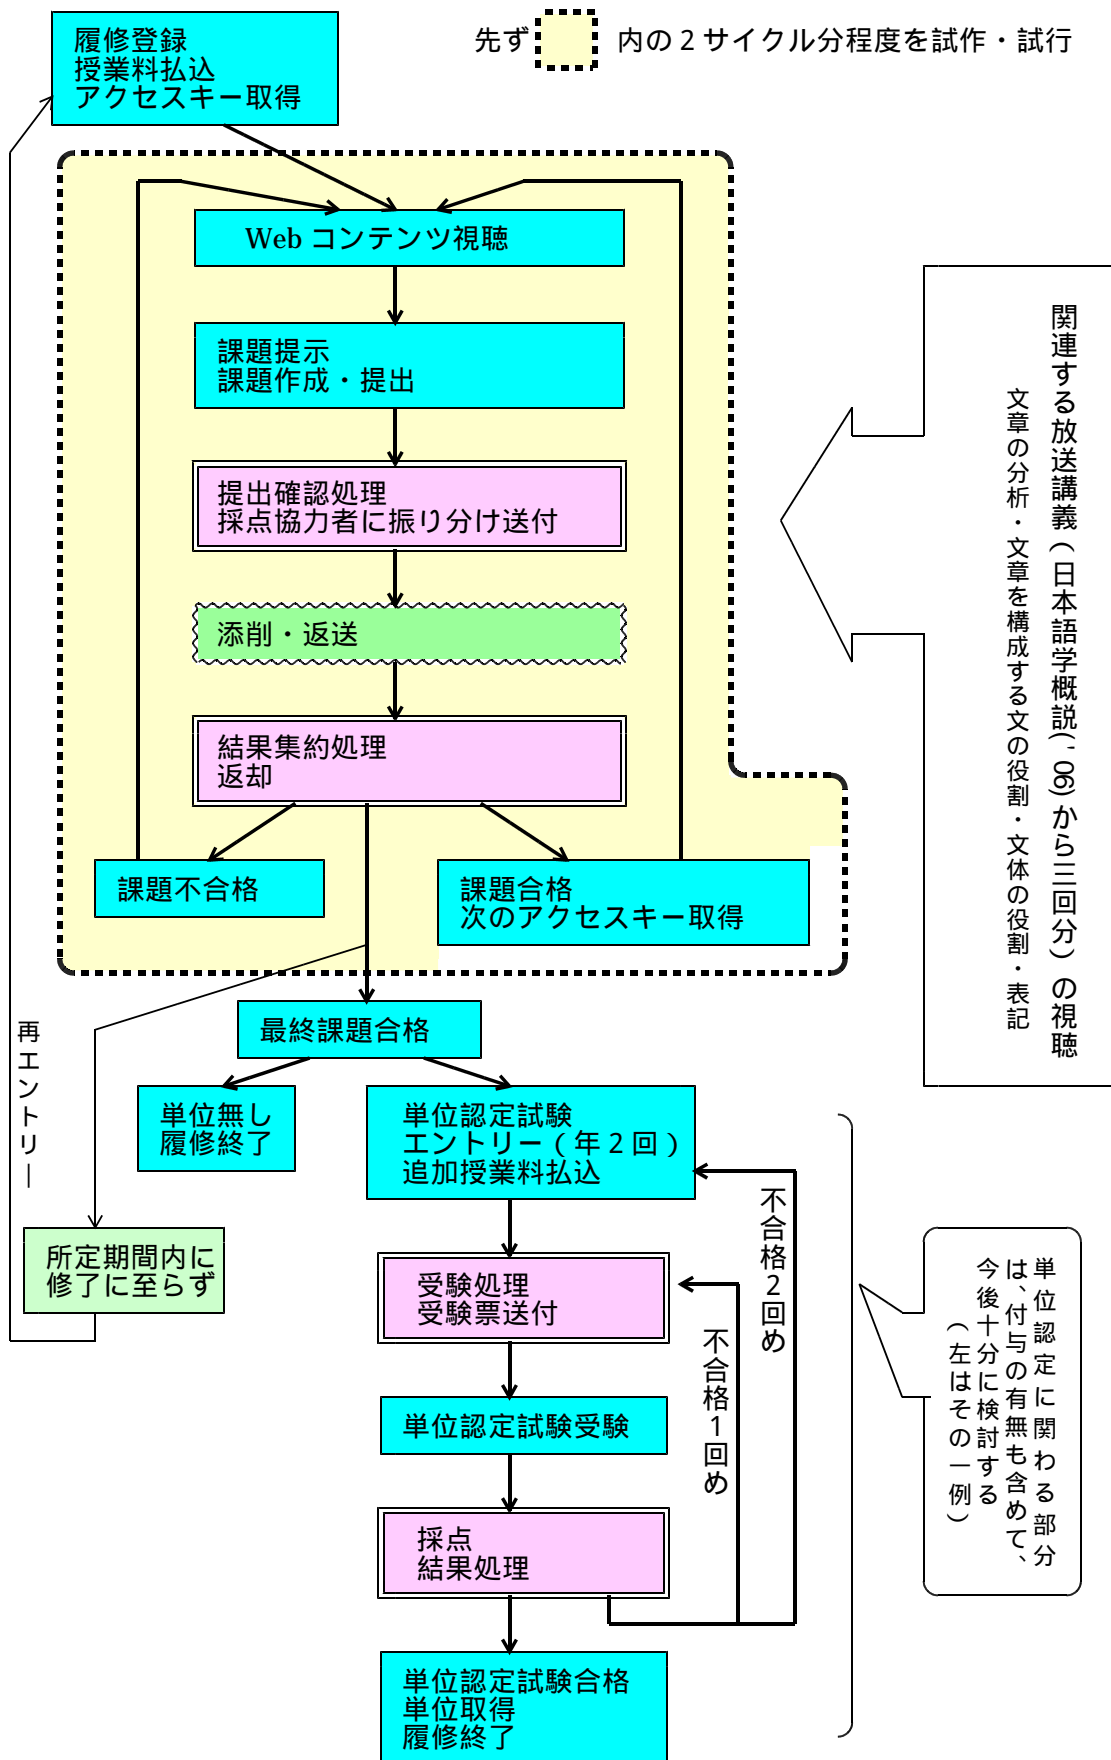 履修登録
授業料払込
アクセスキー取得
先ず 内の2サイクル分程度を試作・試行
Web コンテンツ視聴
課題提示
課題作成・提出
提出確認処理
採点協力者に振り分け送付
添削・返送
結果集約処理
返却
課題不合格
課題合格
次のアクセスキー取得
関連する放送講義(日本語学概説('06)から三回分)の視聴
文章の分析・文章を構成する文の役割・文体の役割・表記
最終課題合格
再エントリー
単位無し
履修終了
単位認定試験
エントリー(年2回)
追加授業料払込
所定期間内に
修了に至らず
受験処理
受験票送付
不合格2回め
不合格1回め
単位認定試験受験
採点
結果処理
単位認定試験合格
単位取得
履修終了
単位認定に関わる部分
は、付与の有無も含めて、
今後十分に検討する
(左はその一例)